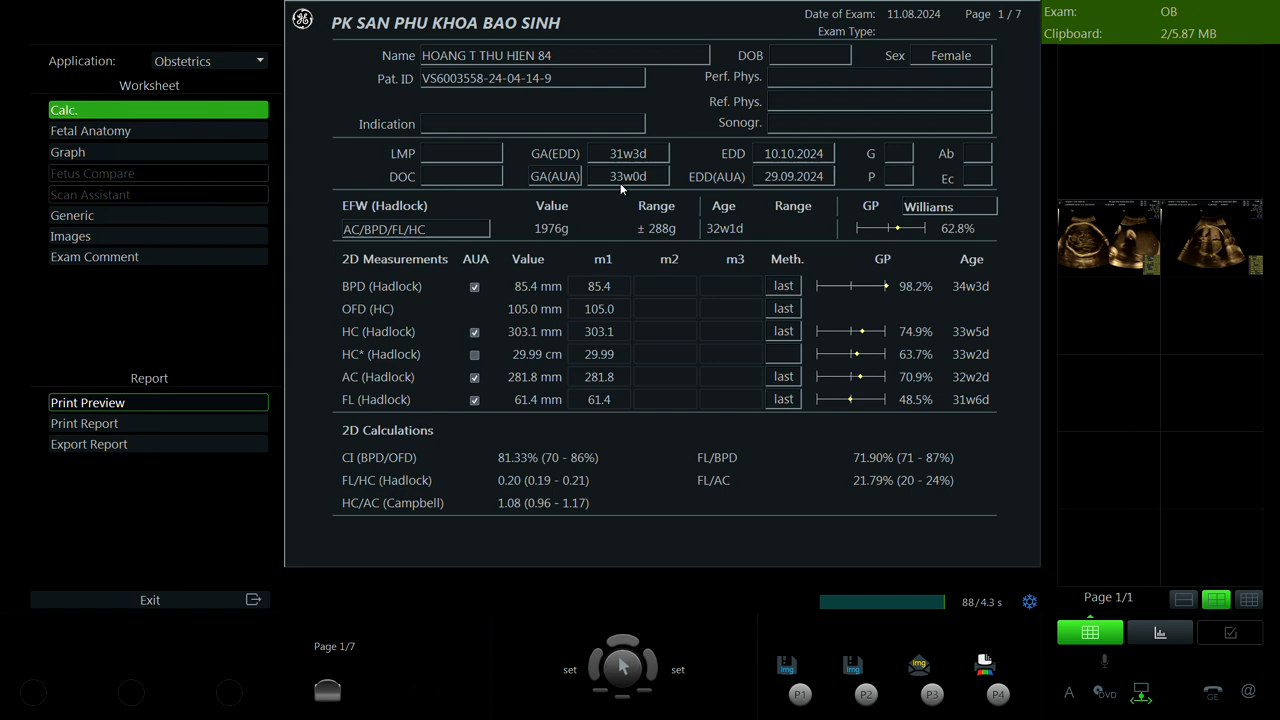 PK SAN PHU KHOA BAO SINH
Date of Exam: 11.08.2024 Page 1 / 7
Exam Type:
Exam: OB
Clipboard: 2/5.87 MB
Application: Obstetrics
Worksheet
Calc.
Fetal Anatomy
Graph
Fetus Compare
Scan Assistant
Generic
Images
Exam Comment
Report
Print Preview
Print Report
Export Report
Exit
Name HOANG T THU HIEN 84 DOB Sex Female
Pat. ID VS6003558-24-04-14-9 Perf. Phys.
Ref. Phys.
Indication Sonogr.
LMP GA(EDD) 31w3d EDD 10.10.2024 G Ab
DOC GA(AUA) 33w0d EDD(AUA) 29.09.2024 P Ec
EFW (Hadlock) Value Range Age Range GP Williams
AC/BPD/FL/HC 1976g ± 288g 32w1d 62.8%
2D Measurements AUA Value m1 m2 m3 Meth. GP Age
BPD (Hadlock) 85.4 mm 85.4 last 98.2% 34w3d
OFD (HC) 105.0 mm 105.0 last
HC (Hadlock) 303.1 mm 303.1 last 74.9% 33w5d
HC* (Hadlock) 29.99 cm 29.99 63.7% 33w2d
AC (Hadlock) 281.8 mm 281.8 last 70.9% 32w2d
FL (Hadlock) 61.4 mm 61.4 last 48.5% 31w6d
2D Calculations
CI (BPD/OFD) 81.33% (70 - 86%) FL/BPD 71.90% (71 - 87%)
FL/HC (Hadlock) 0.20 (0.19 - 0.21) FL/AC 21.79% (20 - 24%)
HC/AC (Campbell) 1.08 (0.96 - 1.17)
88/4.3 s
Page 1/1
Page 1/7
set set
Img Img Img
P1 P2 P3 P4
A DVD GE @